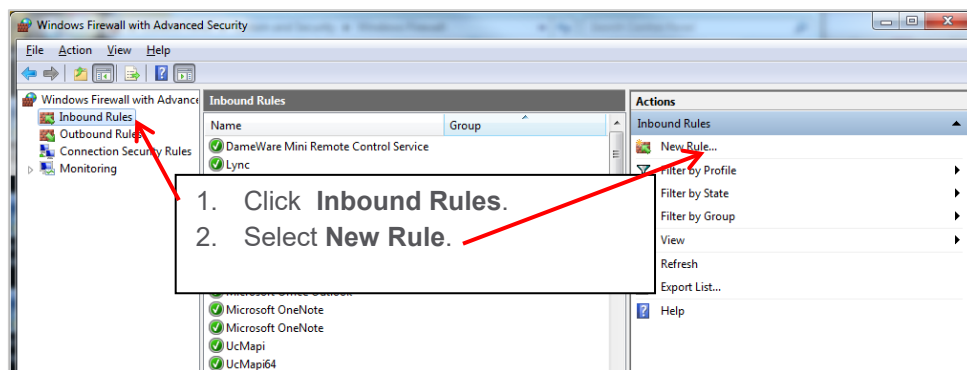 Windows Firewall with Advanced Security
File Action View Help
Windows Firewall with Advance
Inbound Rules
Outbound Rules
Connection Security Rules
Monitoring
Inbound Rules
Name Group
DameWare Mini Remote Control Service
Lync
1. Click Inbound Rules.
2. Select New Rule.
Microsoft Office Outlook
Microsoft OneNote
Microsoft OneNote
UcMapi
UcMapi64
Actions
Inbound Rules
New Rule...
Filter by Profile
Filter by State
Filter by Group
View
Refresh
Export List...
Help